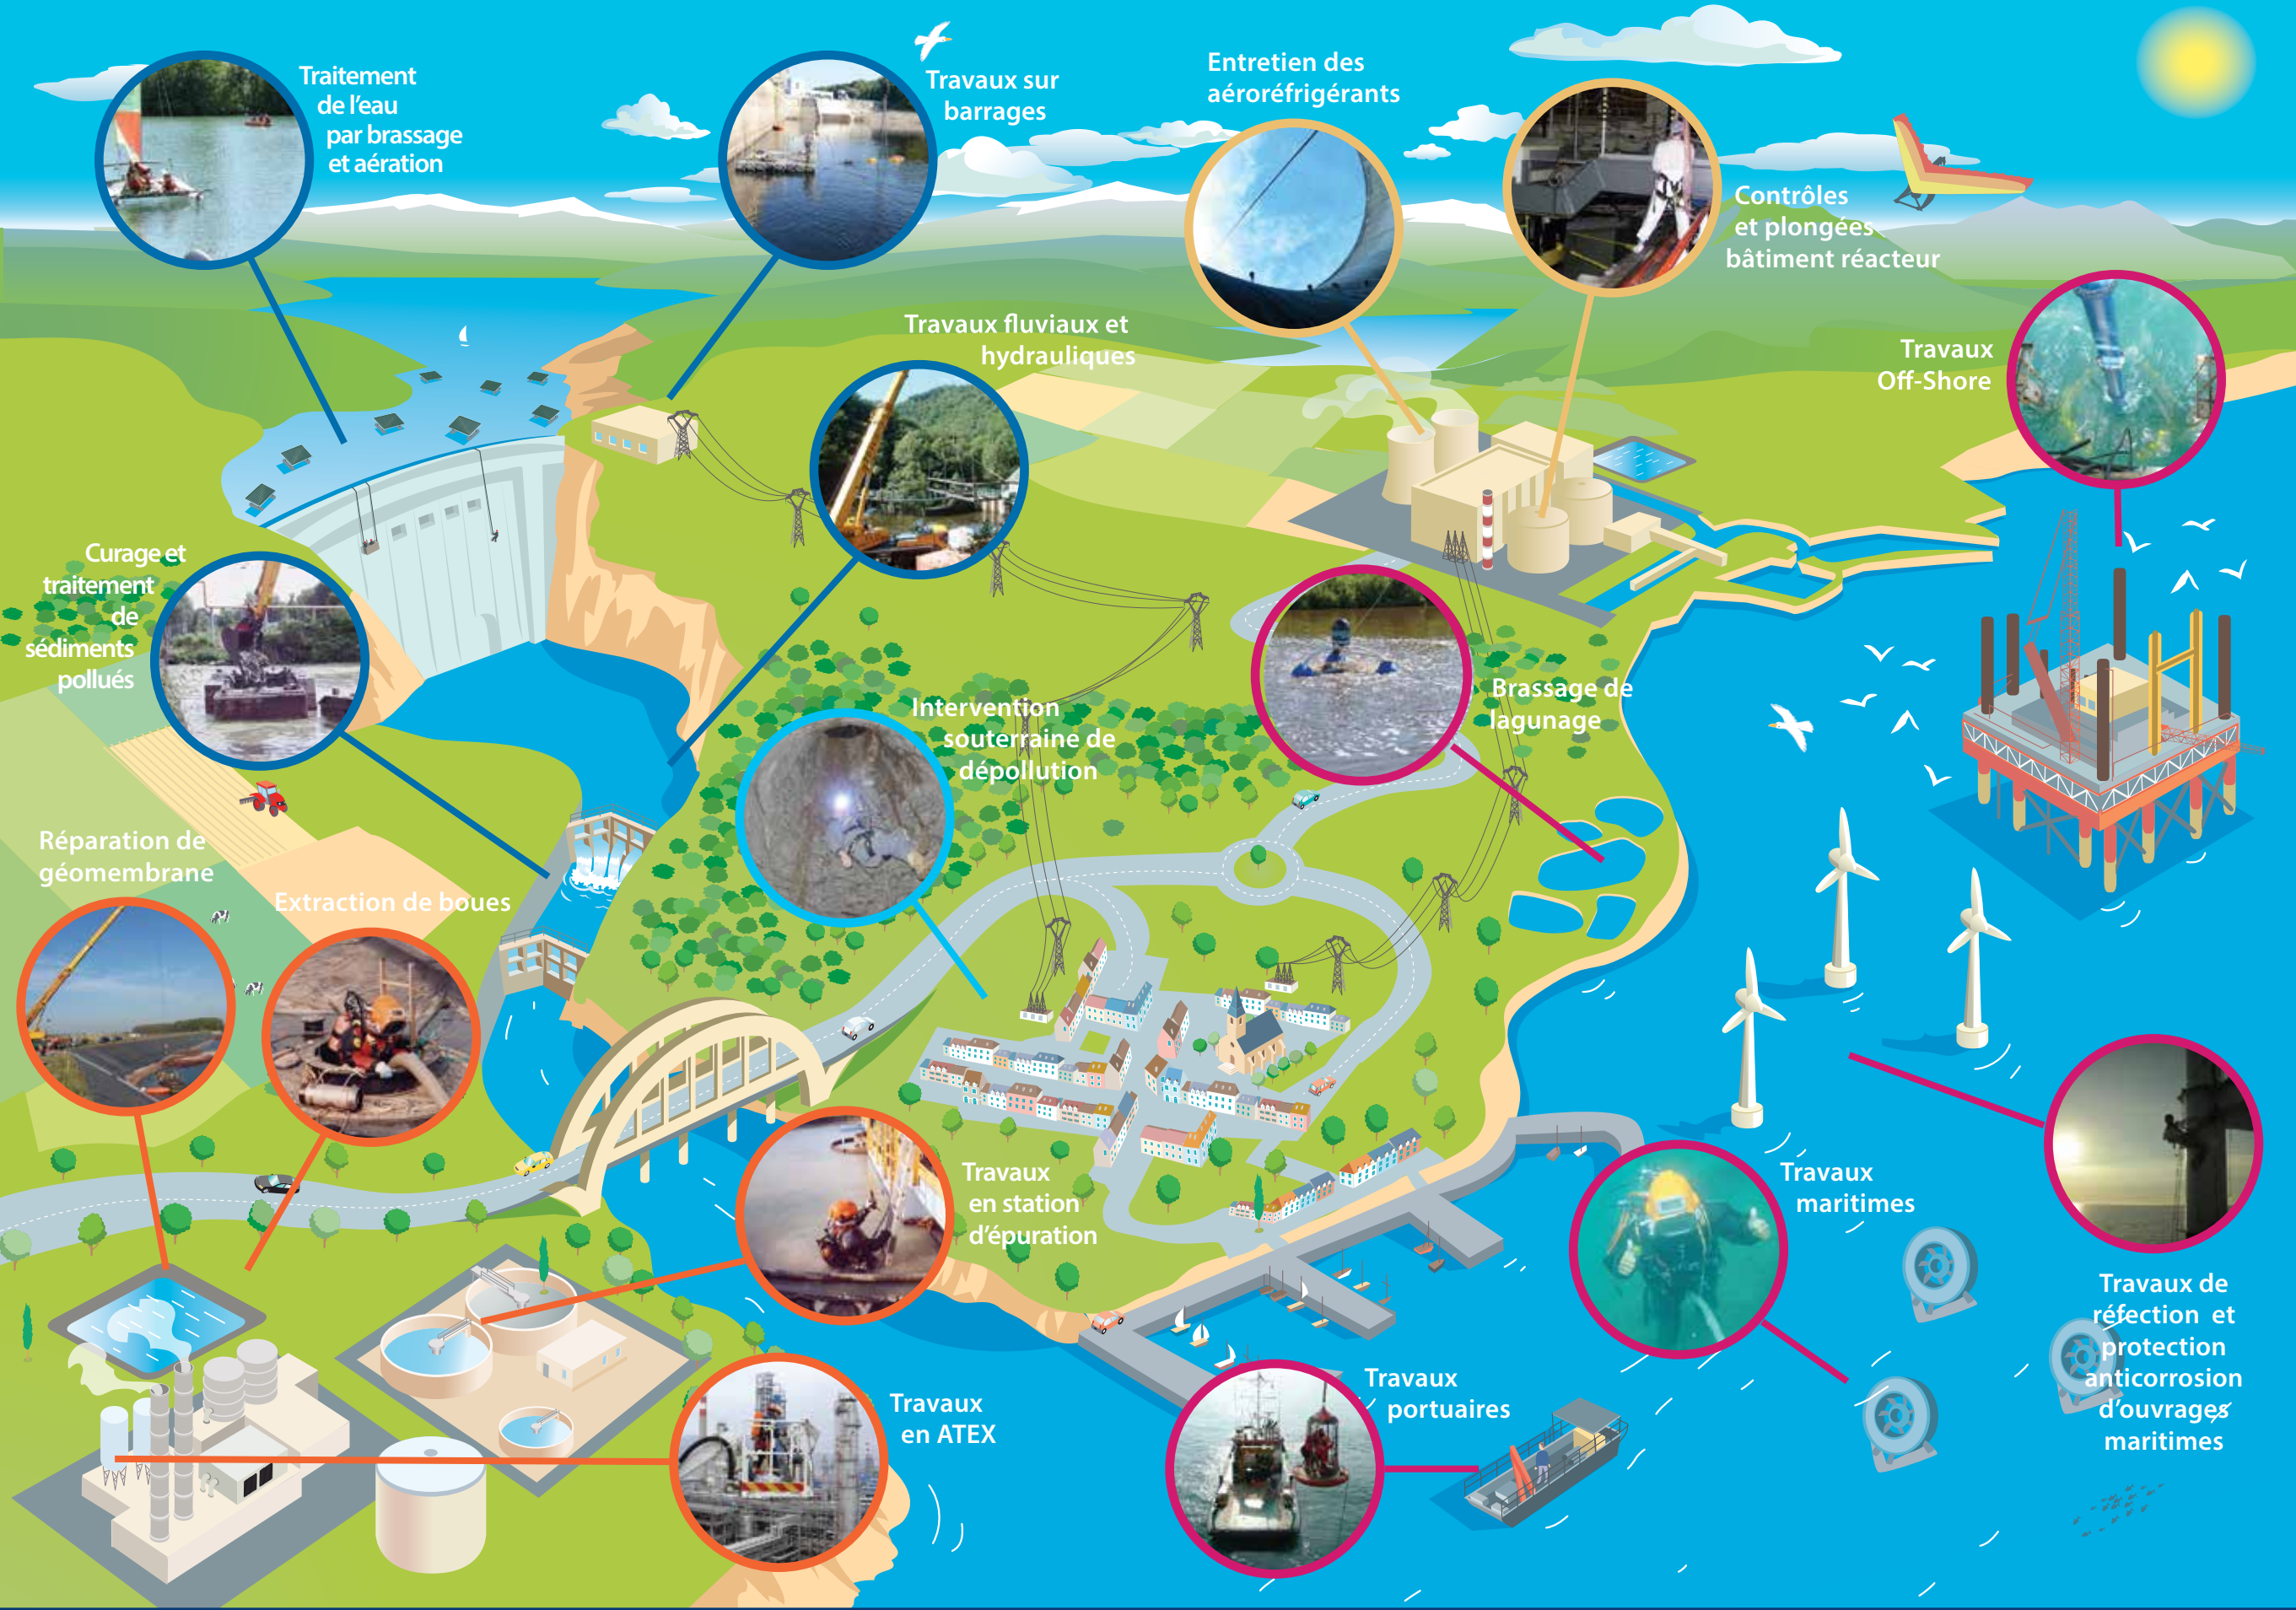 Traitement
de l'eau
par brassage
et aération
Travaux sur
barrages
Entretien des
aéroréfrigérants
Contrôles
et plongées
bâtiment réacteur
Travaux fluviaux et
hydrauliques
Travaux
Off-Shore
Curage et
traitement
de
sédiments
pollués
Intervention
souterraine de
dépollution
Brassage de
lagunage
Réparation de
géomembrane
Extraction de boues
Travaux
en station
d'épuration
Travaux
maritimes
Travaux de
réfection et
protection
anticorrosion
d'ouvrages
maritimes
Travaux
en ATEX
Travaux
portuaires